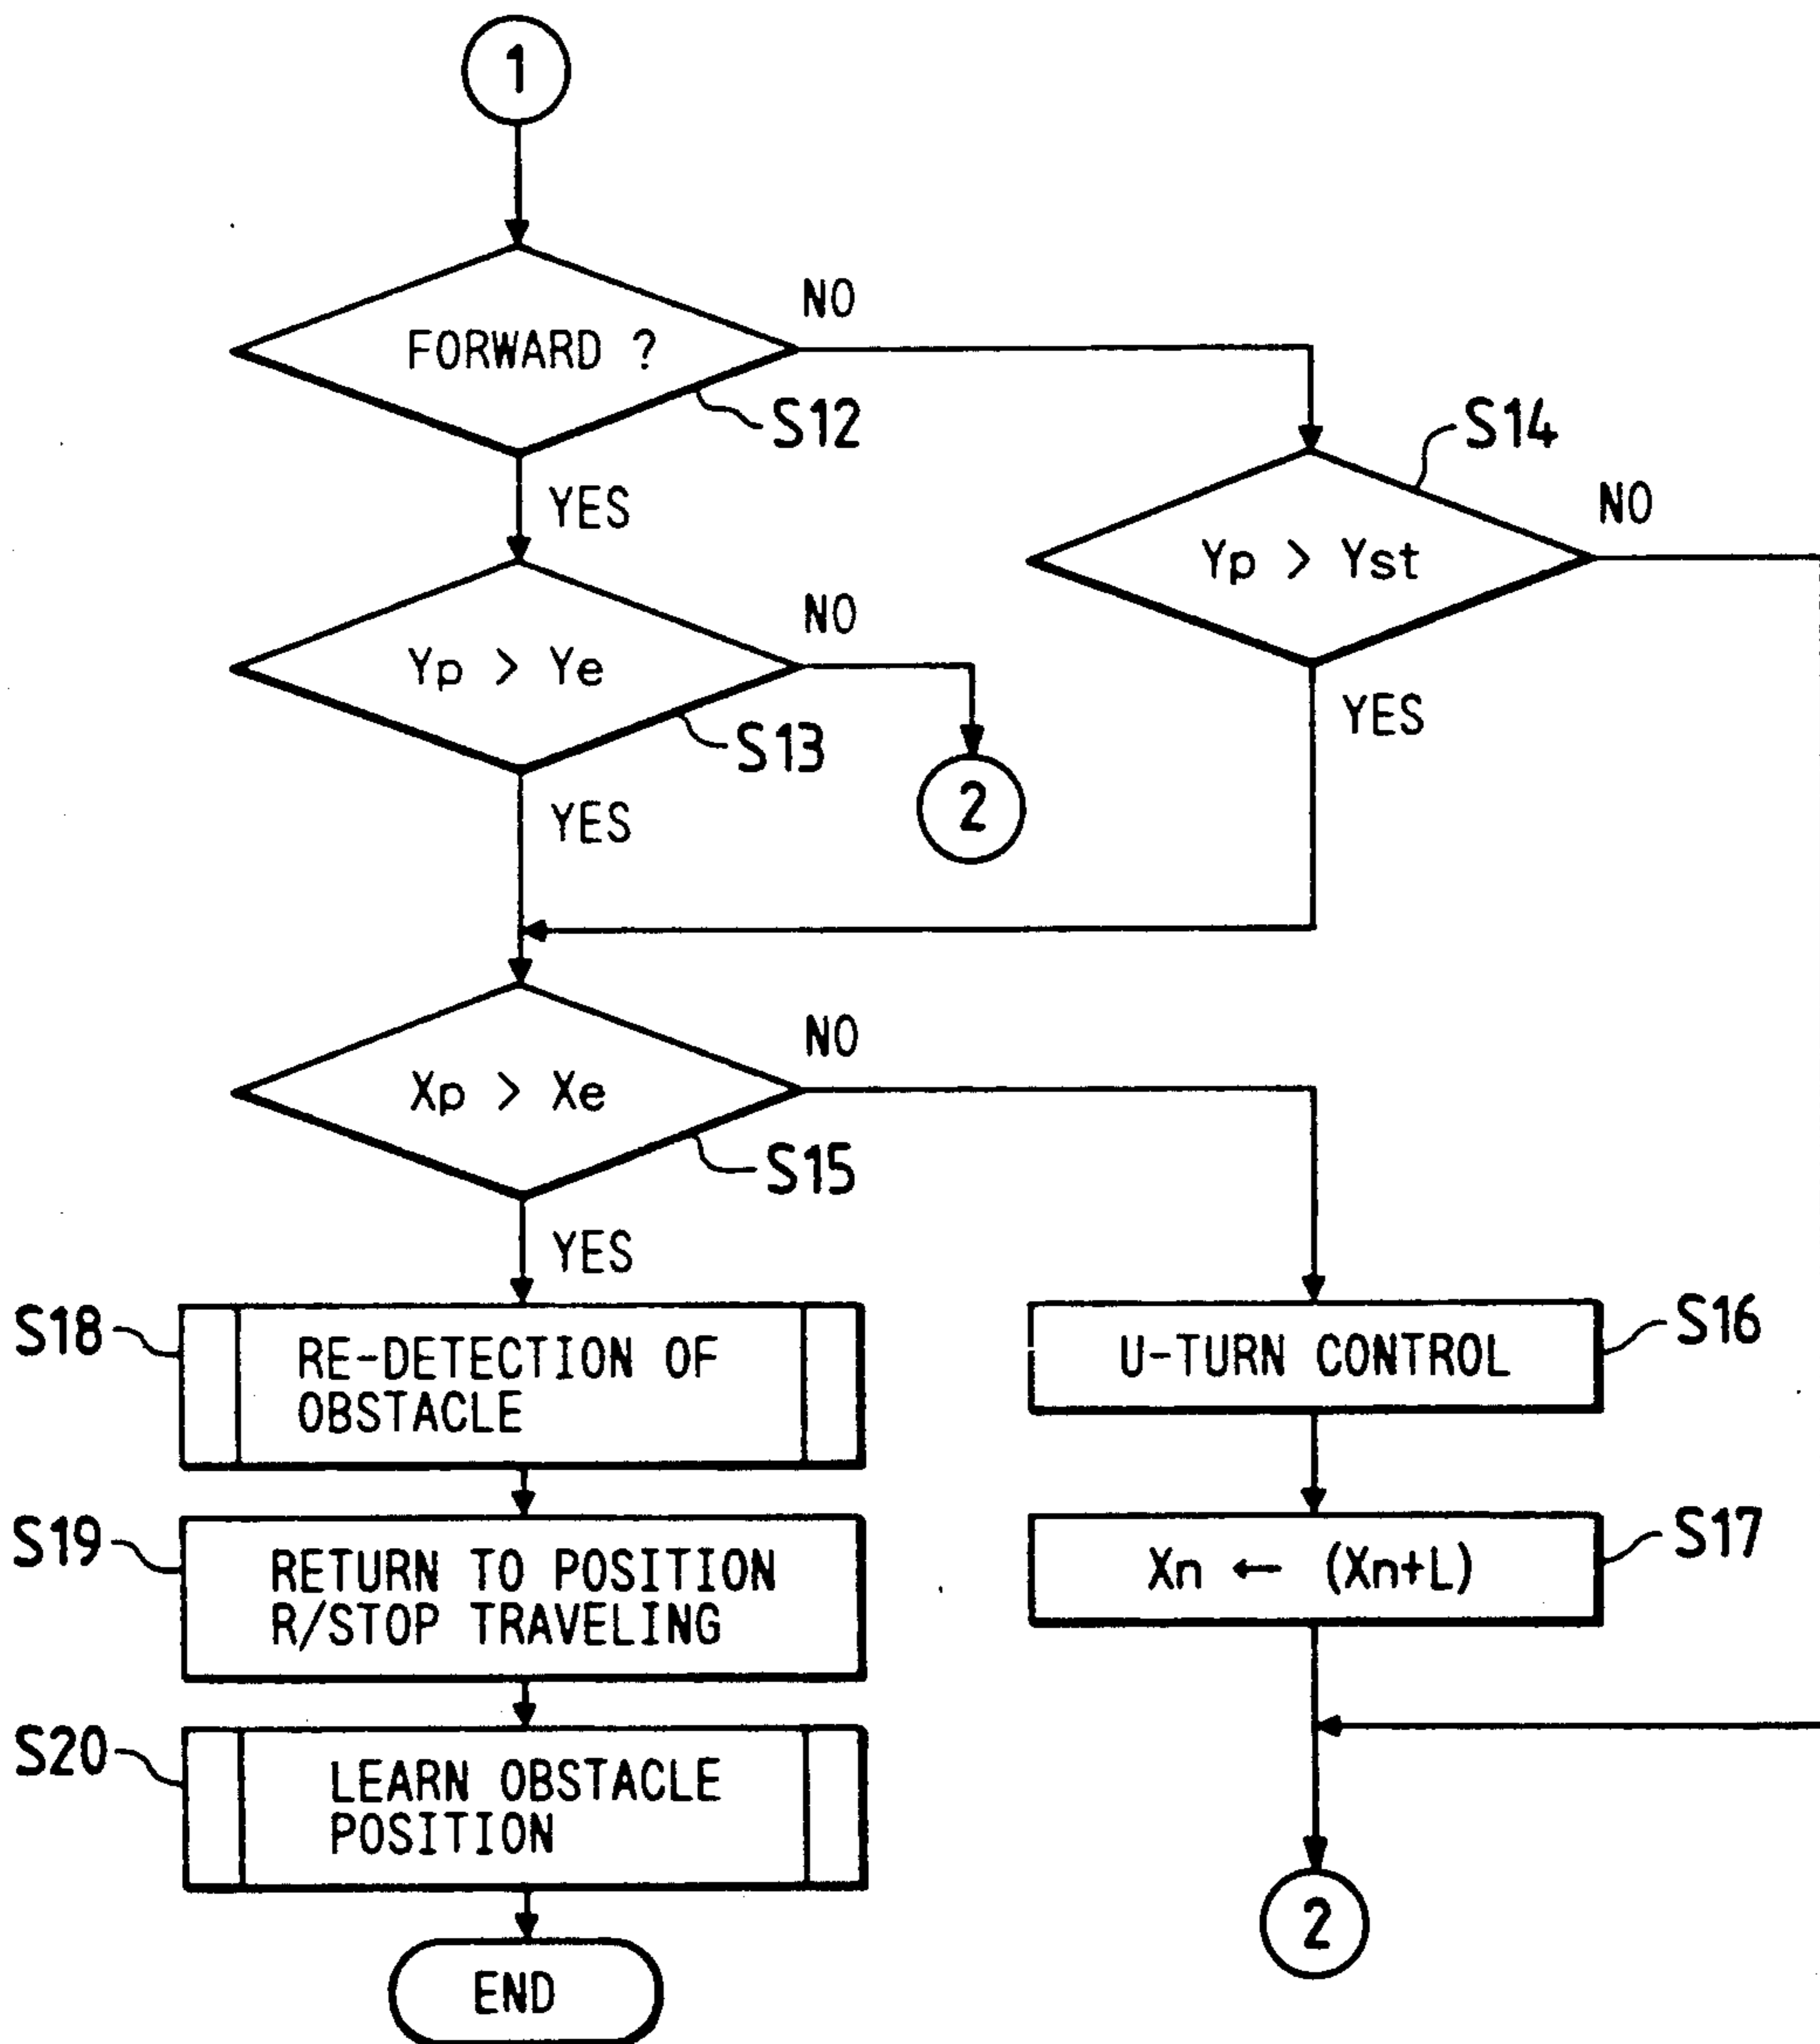 1
FORWARD ?
NO
S12
YES
S14
Yp > Yst
NO
YES
Yp > Ye
NO
S13
YES
2
Xp > Xe
NO
S15
YES
S18
RE-DETECTION OF
OBSTACLE
U-TURN CONTROL
S16
S19
RETURN TO POSITION
R/STOP TRAVELING
Xn ← (Xn+L)
S17
S20
LEARN OBSTACLE
POSITION
END
2